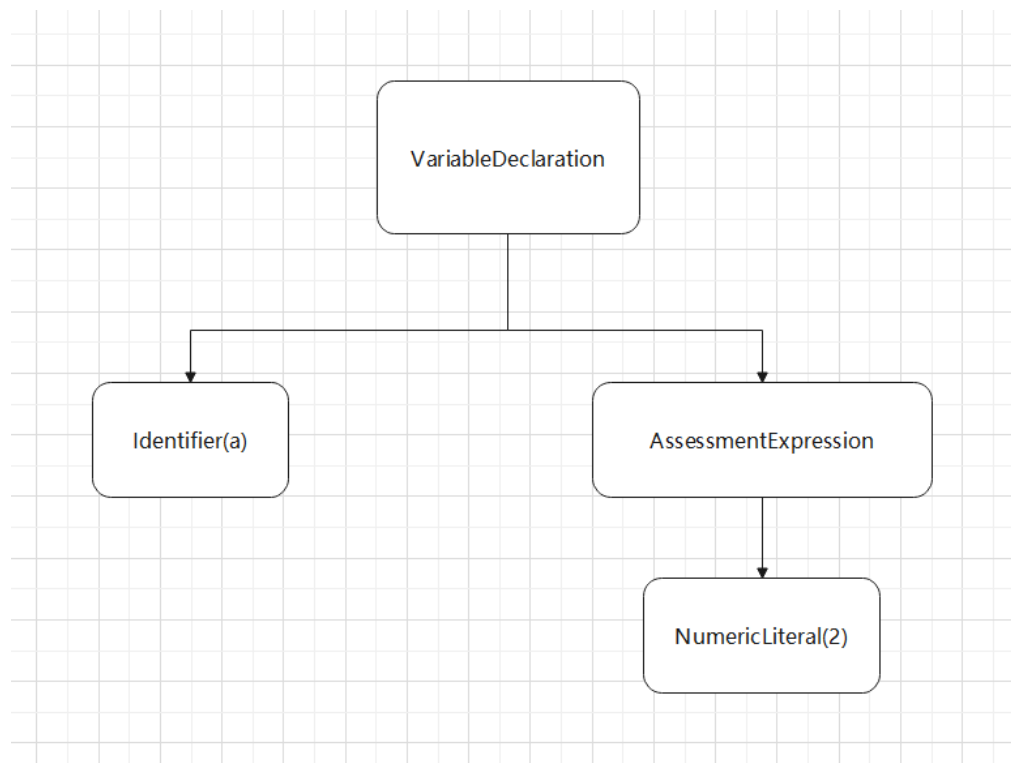 VariableDeclaration
Identifier(a)
AssessmentExpression
NumericLiteral(2)